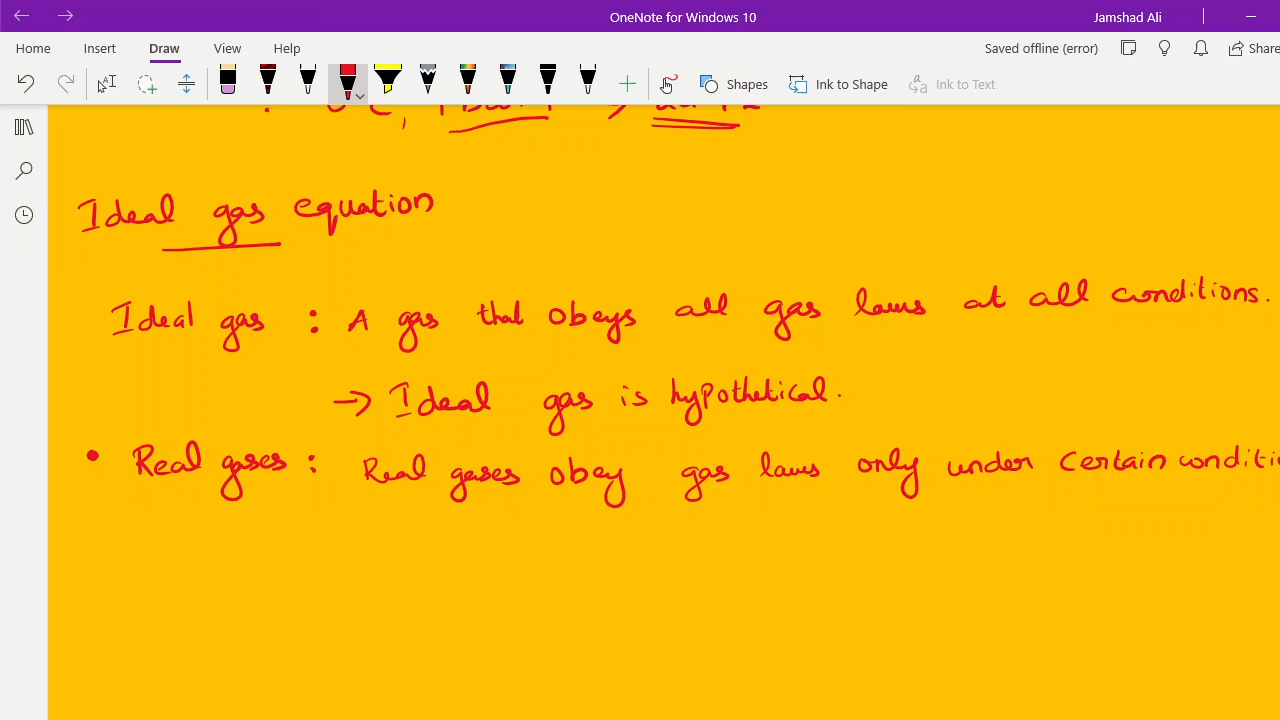 OneNote for Windows 10
Jamshad Ali
Home Insert Draw View Help
Saved offline (error)
Share
Shapes
Ink to Shape
Ink to Text
Ideal gas equation
Ideal gas : A gas that obeys all gas laws at all conditions.
→ Ideal gas is hypothetical.
• Real gases : Real gases obey gas laws only under certain conditi